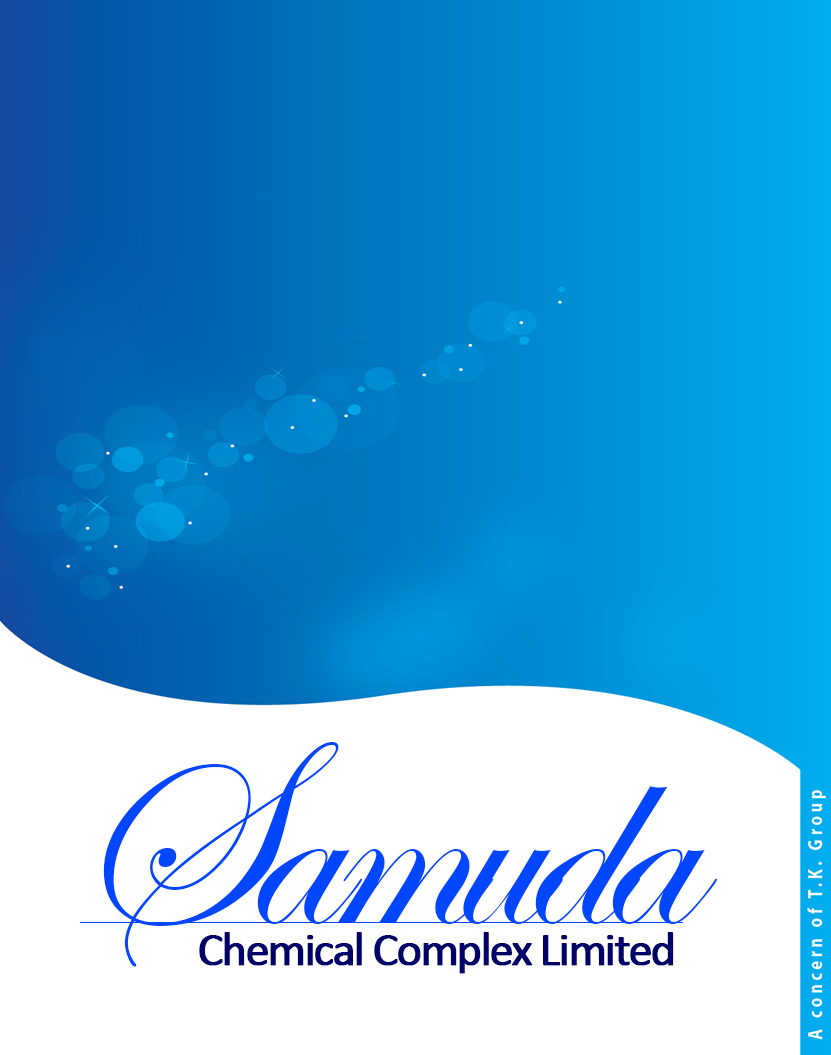 Samuda
Chemical Complex Limited
A concern of T.K. Group